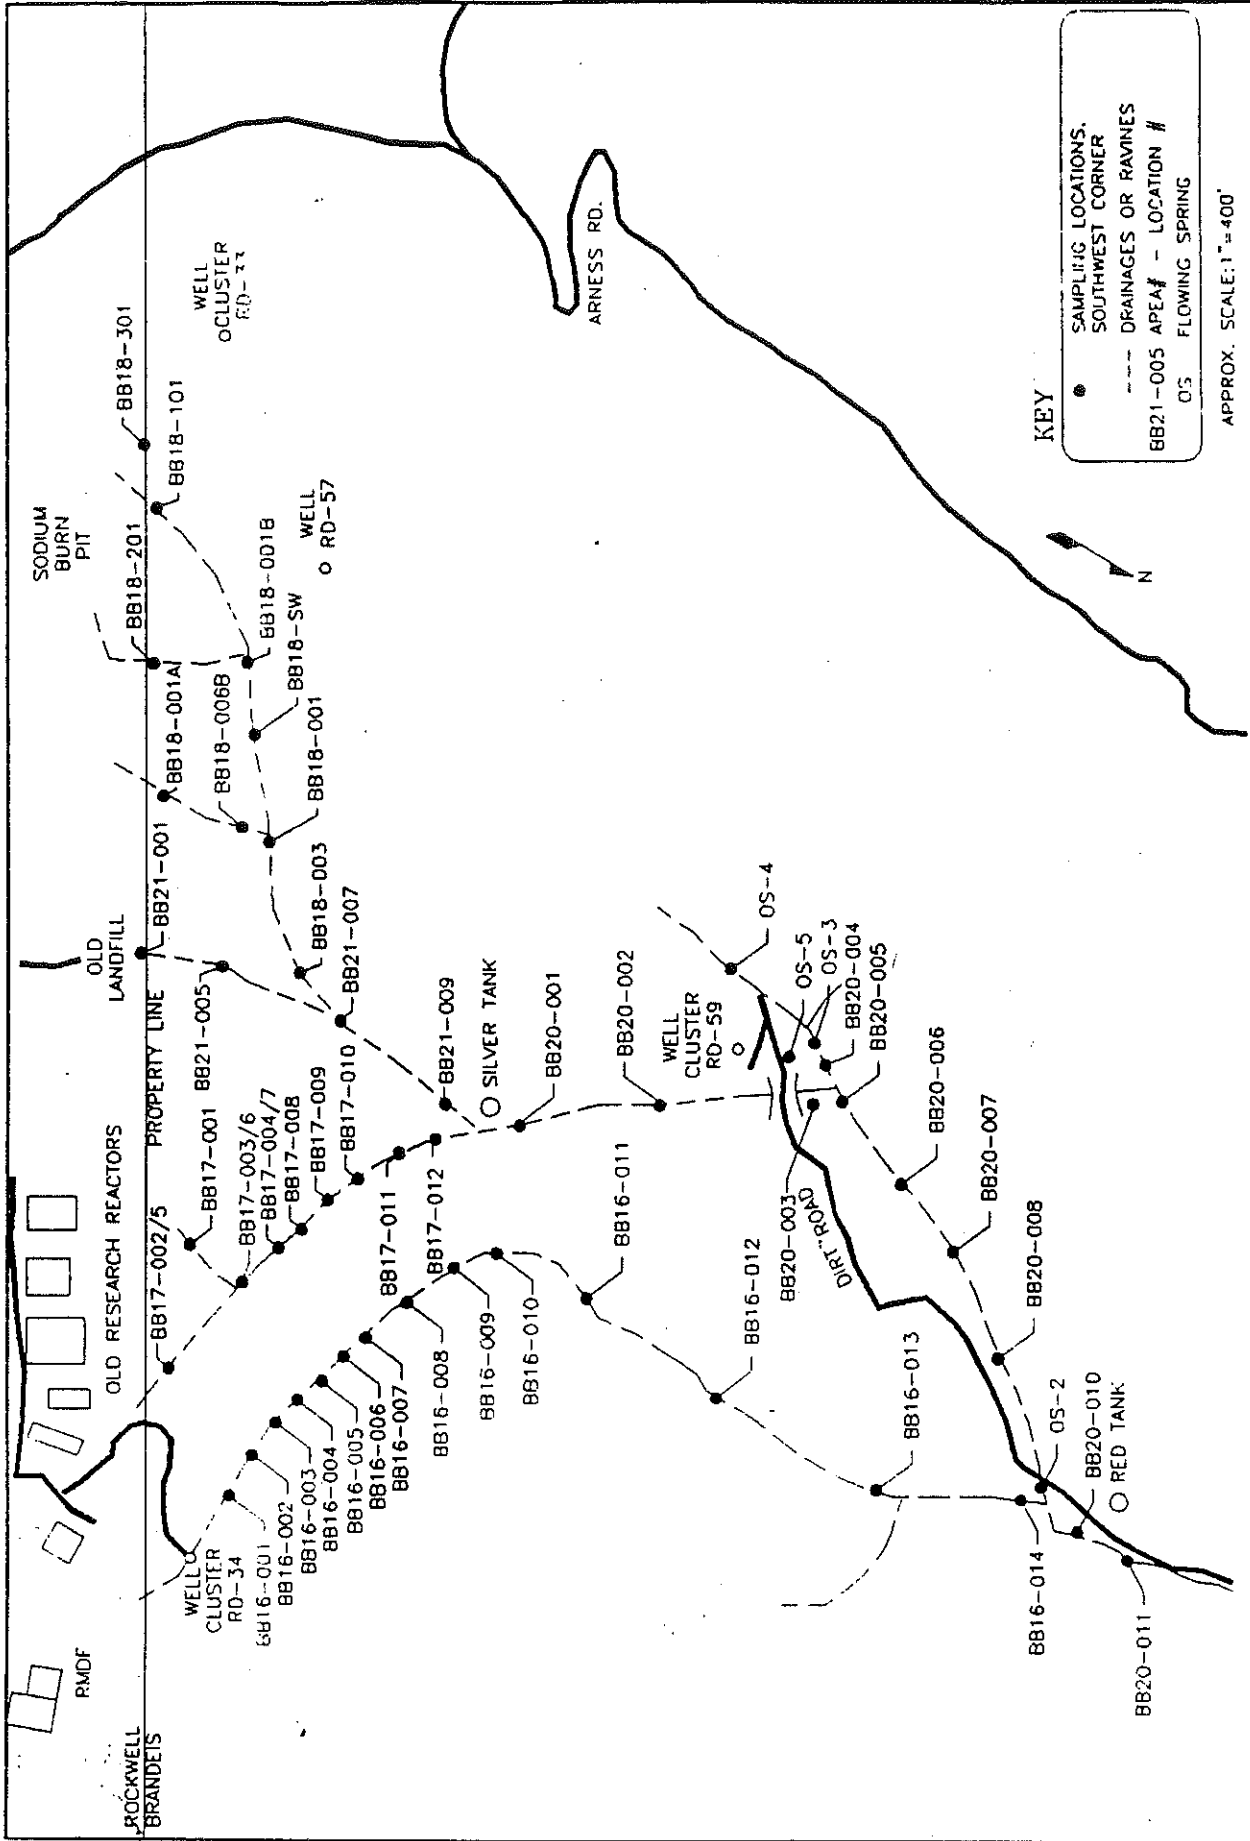 ROCKWELL
BRANDEIS
RMDF
OLD RESEARCH REACTORS
PROPERTY LINE
OLD
LANDFILL
SODIUM
BURN
PIT
WELL
CLUSTER
WELL
RD-57
WELL
CLUSTER
RD-34
BB17-002/5
BB17-001
BB17-003/6
BB17-004/7
BB17-008
BB17-009
BB17-010
BB17-011
BB17-012
BB21-001
BB21-005
BB21-007
BB21-009
BB18-001A
BB18-006B
BB18-201
BB18-301
BB18-101
BB18-001B
BB18-SW
BB18-001
BB18-003
BB16-001
BB16-002
BB16-003
BB16-004
BB16-005
BB16-006
BB16-007
BB16-008
BB16-009
BB16-010
BB16-011
BB16-012
BB16-013
BB16-014
SILVER TANK
BB20-001
BB20-002
WELL
CLUSTER
RD-59
OS-4
OS-5
OS-3
BB20-004
BB20-005
BB20-003
BB20-006
BB20-007
BB20-008
DIRT ROAD
OS-2
BB20-010
RED TANK
BB20-011
ARNESS RD.
N
KEY
SAMPLING LOCATIONS,
SOUTHWEST CORNER
--- DRAINAGES OR RAVINES
BB21-005 AREA# - LOCATION #
OS FLOWING SPRING
APPROX. SCALE: 1"=400'